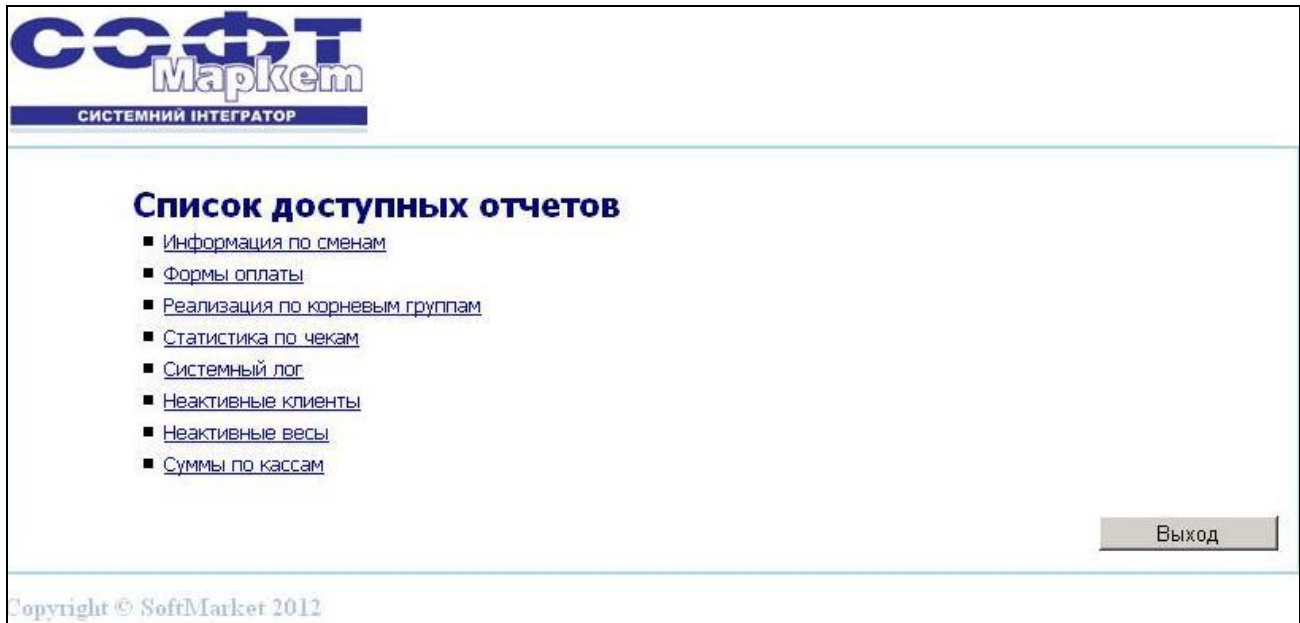 СОФТ
Маркет
СИСТЕМНИЙ ІНТЕГРАТОР
Список доступных отчетов
Информация по сменам
Формы оплаты
Реализация по корневым группам
Статистика по чекам
Системный лог
Неактивные клиенты
Неактивные весы
Суммы по кассам
Выход
Copyright © SoftMarket 2012